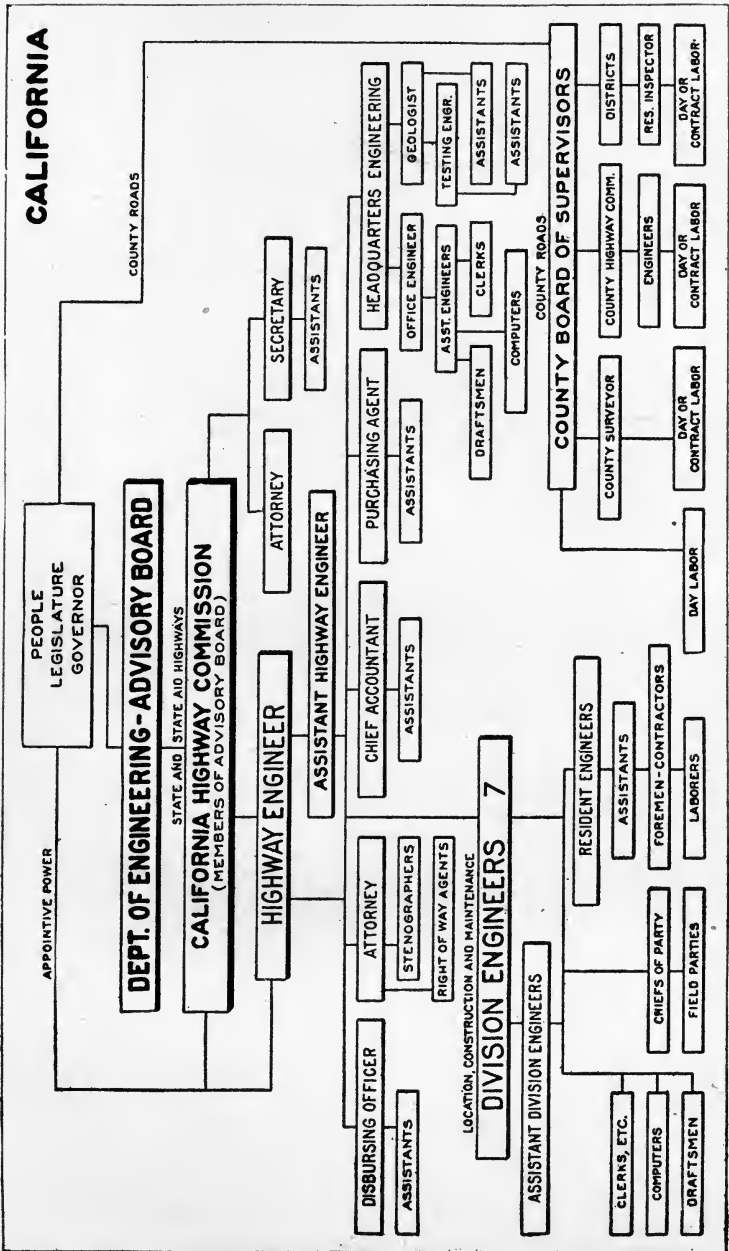 CALIFORNIA
PEOPLE
LEGISLATURE
GOVERNOR
APPOINTIVE POWER
COUNTY ROADS
DEPT. OF ENGINEERING-ADVISORY BOARD
STATE AND STATE AID HIGHWAYS
CALIFORNIA HIGHWAY COMMISSION
(MEMBERS OF ADVISORY BOARD)
ATTORNEY
SECRETARY
ASSISTANTS
HIGHWAY ENGINEER
ASSISTANT HIGHWAY ENGINEER
DISBURSING OFFICER
ASSISTANTS
ATTORNEY
STENOGRAPHERS
RIGHT OF WAY AGENTS
CHIEF ACCOUNTANT
ASSISTANTS
PURCHASING AGENT
ASSISTANTS
HEADQUARTERS ENGINEERING
OFFICE ENGINEER
ASST. ENGINEERS
DRAFTSMEN
CLERKS
COMPUTERS
GEOLOGIST
TESTING ENGR.
ASSISTANTS
ASSISTANTS
LOCATION, CONSTRUCTION AND MAINTENANCE
DIVISION ENGINEERS 7
ASSISTANT DIVISION ENGINEERS
CLERKS, ETC.
COMPUTERS
DRAFTSMEN
CRIEFS OF PARTY
FIELD PARTIES
RESIDENT ENGINEERS
ASSISTANTS
FOREMEN-CONTRACTORS
LABORERS
COUNTY ROADS
COUNTY BOARD OF SUPERVISORS
DAY LABOR
COUNTY SURVEYOR
DAY OR
CONTRACT LABOR
COUNTY HIGHWAY COMM.
ENGINEERS
DAY OR
CONTRACT LABOR
DISTRICTS
RES. INSPECTOR
DAY OR
CONTRACT LABOR